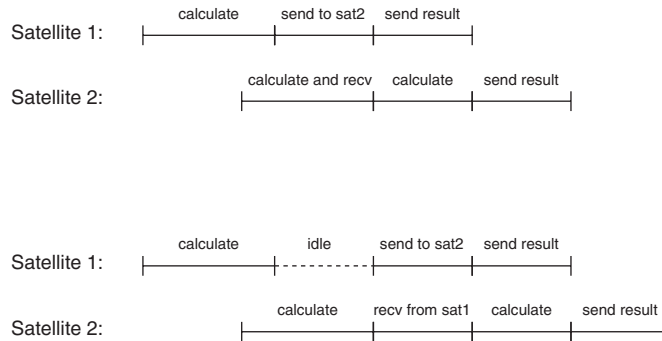 calculate send to sat2 send result
Satellite 1:
calculate and recv calculate send result
Satellite 2:
calculate idle send to sat2 send result
Satellite 1:
calculate recv from sat1 calculate send result
Satellite 2: